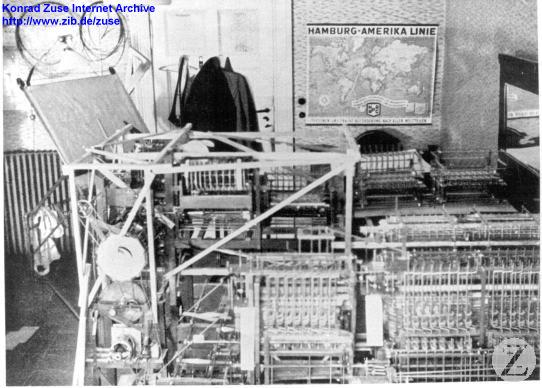 Konrad Zuse Internet Archive
http://www.zib.de/zuse
HAMBURG-AMERIKA LINIE
Z